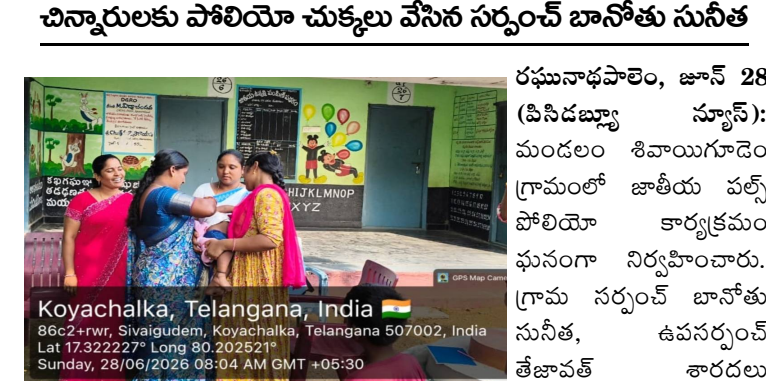 చిన్నారులకు పోలియో చుక్కలు వేసిన సర్పంచ్ బానోతు సునీత
రఘునాథపాలెం, జూన్ 28
(పిసిడబ్ల్యూ న్యూస్):
మండలం శివాయిగూడెం
గ్రామంలో జాతీయ పల్స్
పోలియో కార్యక్రమం
ఘనంగా నిర్వహించారు.
గ్రామ సర్పంచ్ బానోతు
సునీత, ఉపసర్పంచ్
తేజావత్ శారదలు
HIJKLMNOP
XYZ
GPS Map Cam
Koyachalka, Telangana, India
86c2+rwr, Sivaigudem, Koyachalka, Telangana 507002, India
Lat 17.322227° Long 80.202521°
Sunday, 28/06/2026 08:04 AM GMT +05:30